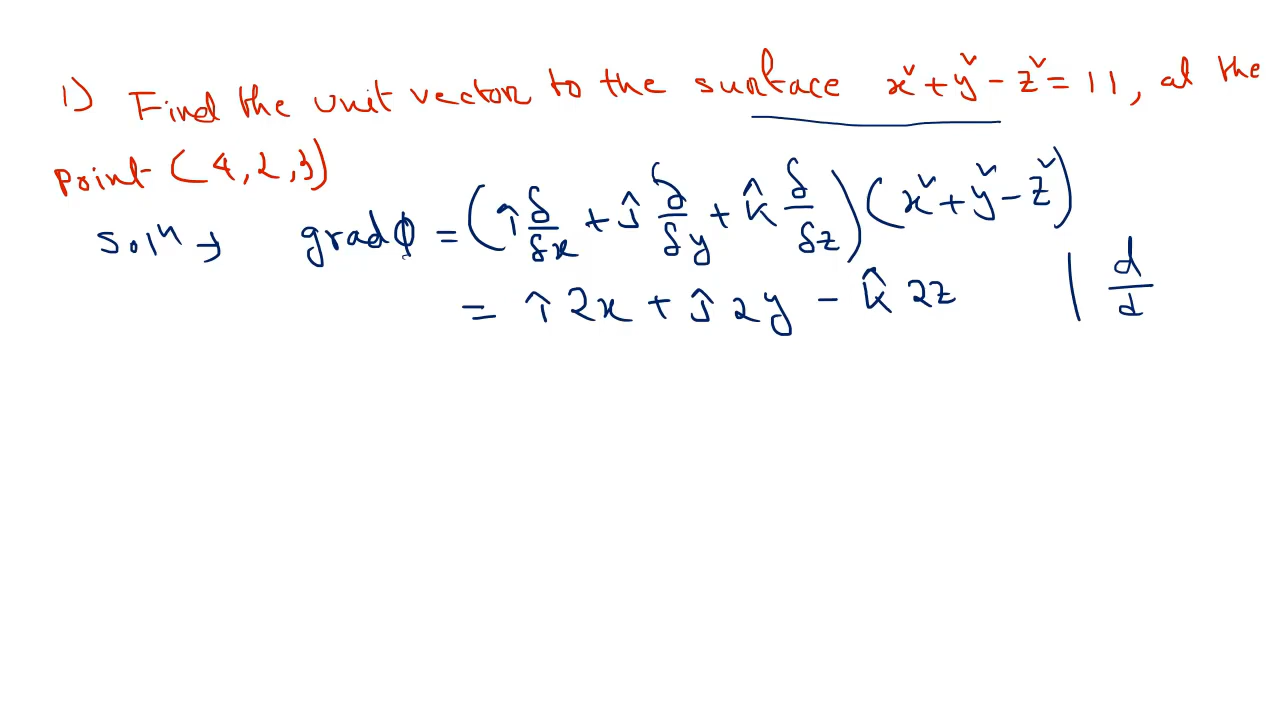 1) Find the unit vector to the surface x² + y² - z² = 11, at the
point (4, 2, 3)
Solⁿ → grad φ = (î δ/δx + ĵ ∂/δy + k̂ δ/δz) (x² + y² - z²)
= î 2x + ĵ 2y - k̂ 2z | d/d